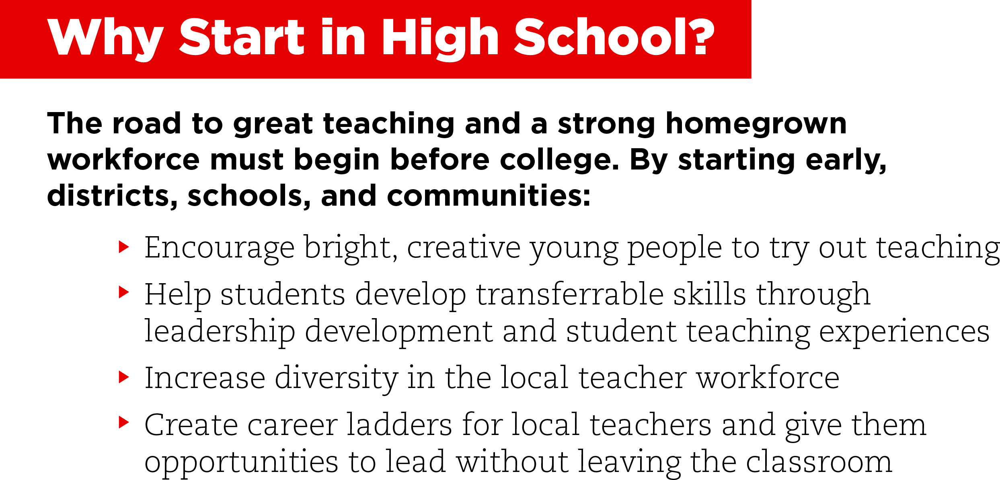 Why Start in High School?
The road to great teaching and a strong homegrown
workforce must begin before college. By starting early,
districts, schools, and communities:
Encourage bright, creative young people to try out teaching
Help students develop transferrable skills through
leadership development and student teaching experiences
Increase diversity in the local teacher workforce
Create career ladders for local teachers and give them
opportunities to lead without leaving the classroom